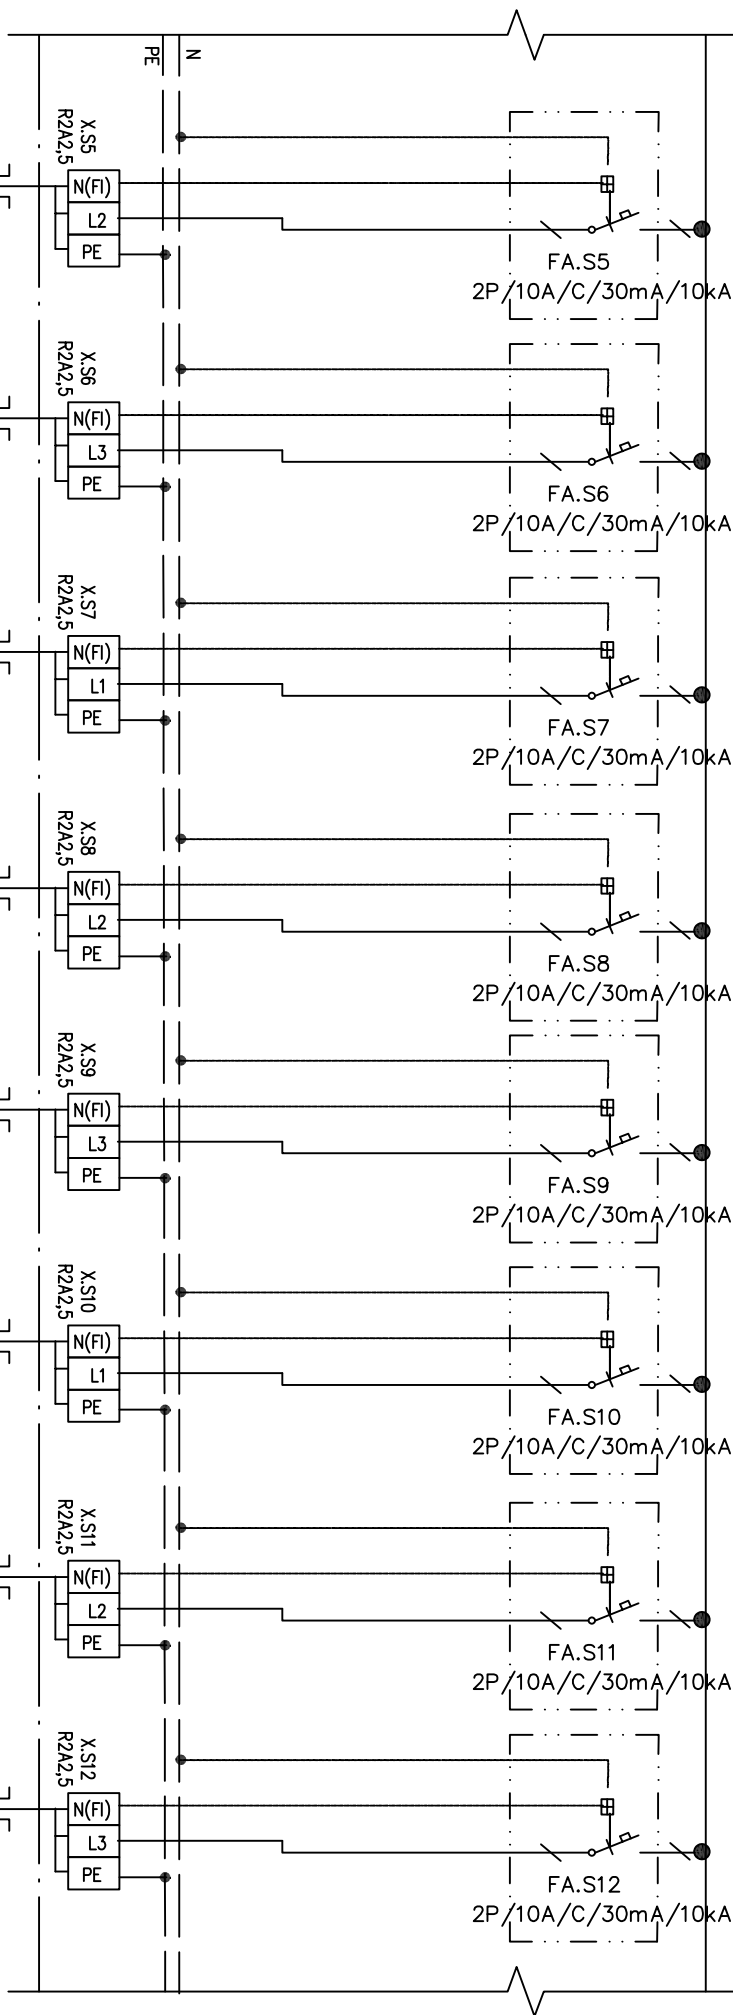 PE
N
X.S5
R2A2,5
N(FI)
L2
PE
FA.S5
2P/10A/C/30mA/10kA
X.S6
R2A2,5
N(FI)
L3
PE
FA.S6
2P/10A/C/30mA/10kA
X.S7
R2A2,5
N(FI)
L1
PE
FA.S7
2P/10A/C/30mA/10kA
X.S8
R2A2,5
N(FI)
L2
PE
FA.S8
2P/10A/C/30mA/10kA
X.S9
R2A2,5
N(FI)
L3
PE
FA.S9
2P/10A/C/30mA/10kA
X.S10
R2A2,5
N(FI)
L1
PE
FA.S10
2P/10A/C/30mA/10kA
X.S11
R2A2,5
N(FI)
L2
PE
FA.S11
2P/10A/C/30mA/10kA
X.S12
R2A2,5
N(FI)
L3
PE
FA.S12
2P/10A/C/30mA/10kA